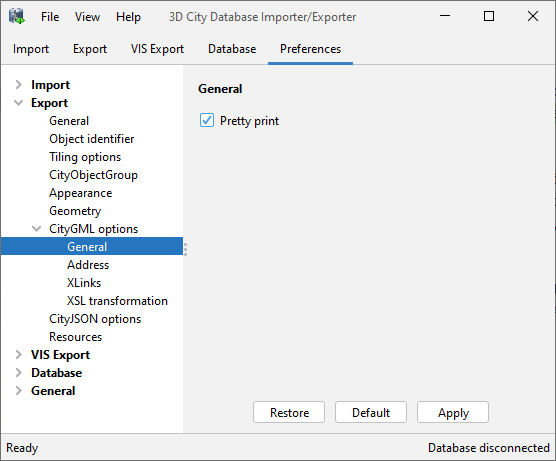 File View Help 3D City Database Importer/Exporter
Import Export VIS Export Database Preferences
Import
Export
General
Object identifier
Tiling options
CityObjectGroup
Appearance
Geometry
CityGML options
General
Address
XLinks
XSL transformation
CityJSON options
Resources
VIS Export
Database
General
General
Pretty print
Restore Default Apply
Ready Database disconnected